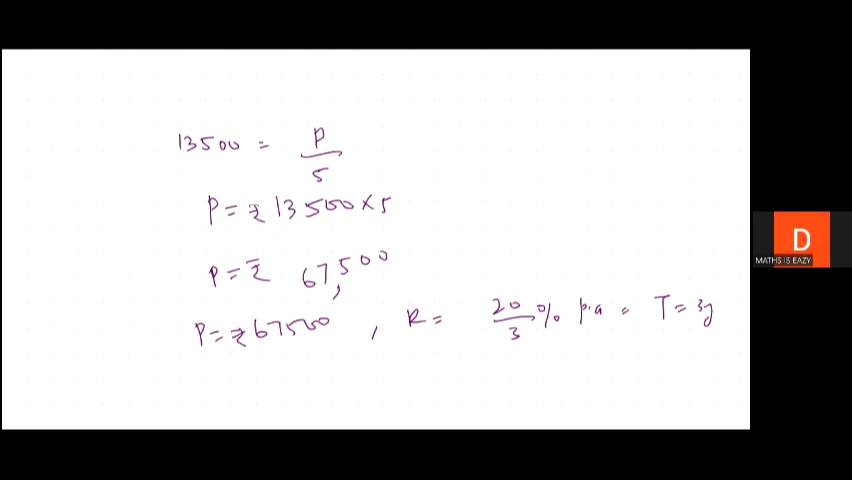 13500 = P/5
P = ₹ 13500 × 5
P = ₹ 67,500
P = ₹ 67500 , R = 20/3 % p.a. T = 3y
D
MATHS IS EAZY